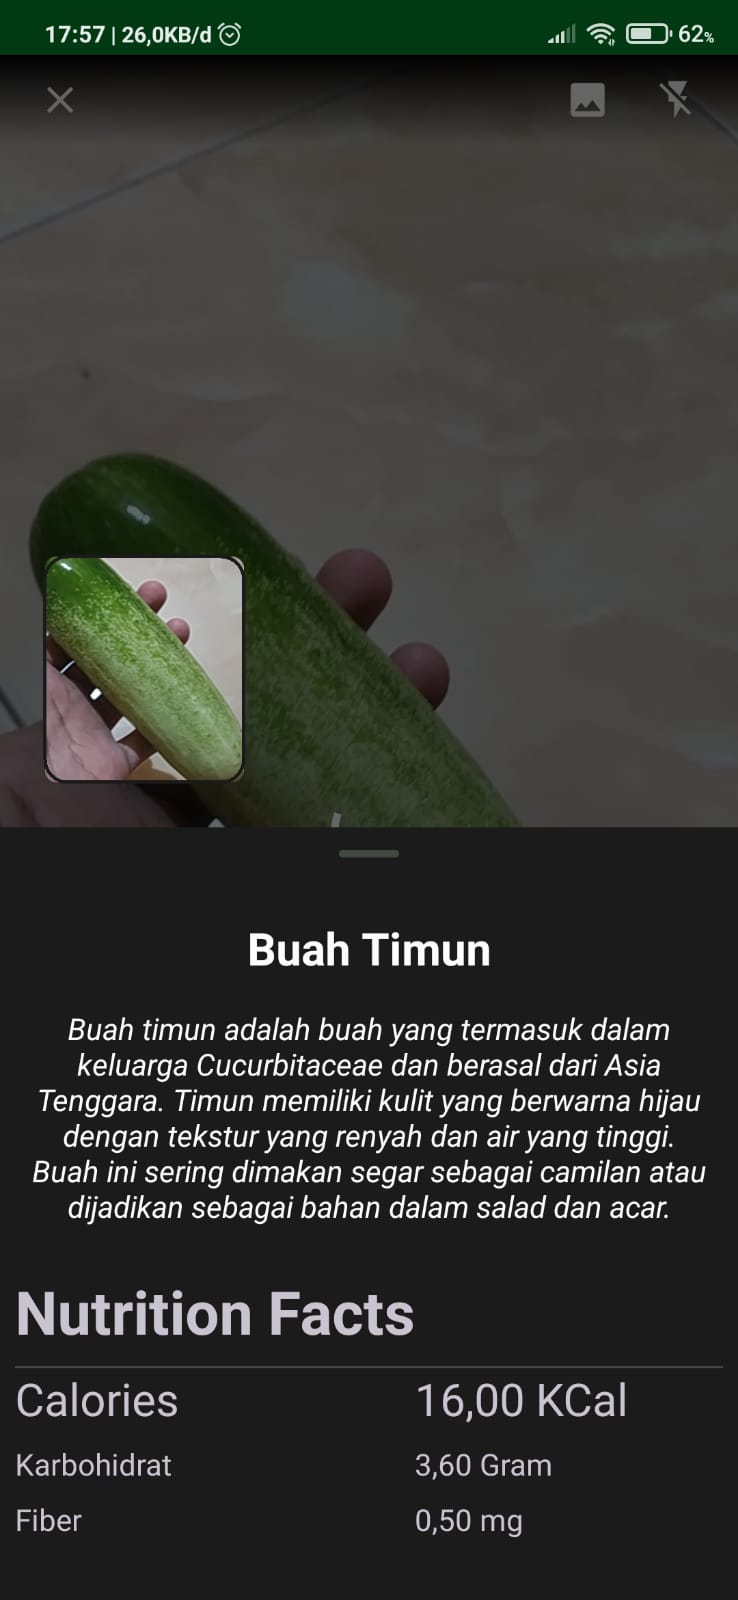 17:57 | 26,0KB/d
62%
Buah Timun
Buah timun adalah buah yang termasuk dalam
keluarga Cucurbitaceae dan berasal dari Asia
Tenggara. Timun memiliki kulit yang berwarna hijau
dengan tekstur yang renyah dan air yang tinggi.
Buah ini sering dimakan segar sebagai camilan atau
dijadikan sebagai bahan dalam salad dan acar.
Nutrition Facts
Calories 16,00 KCal
Karbohidrat 3,60 Gram
Fiber 0,50 mg